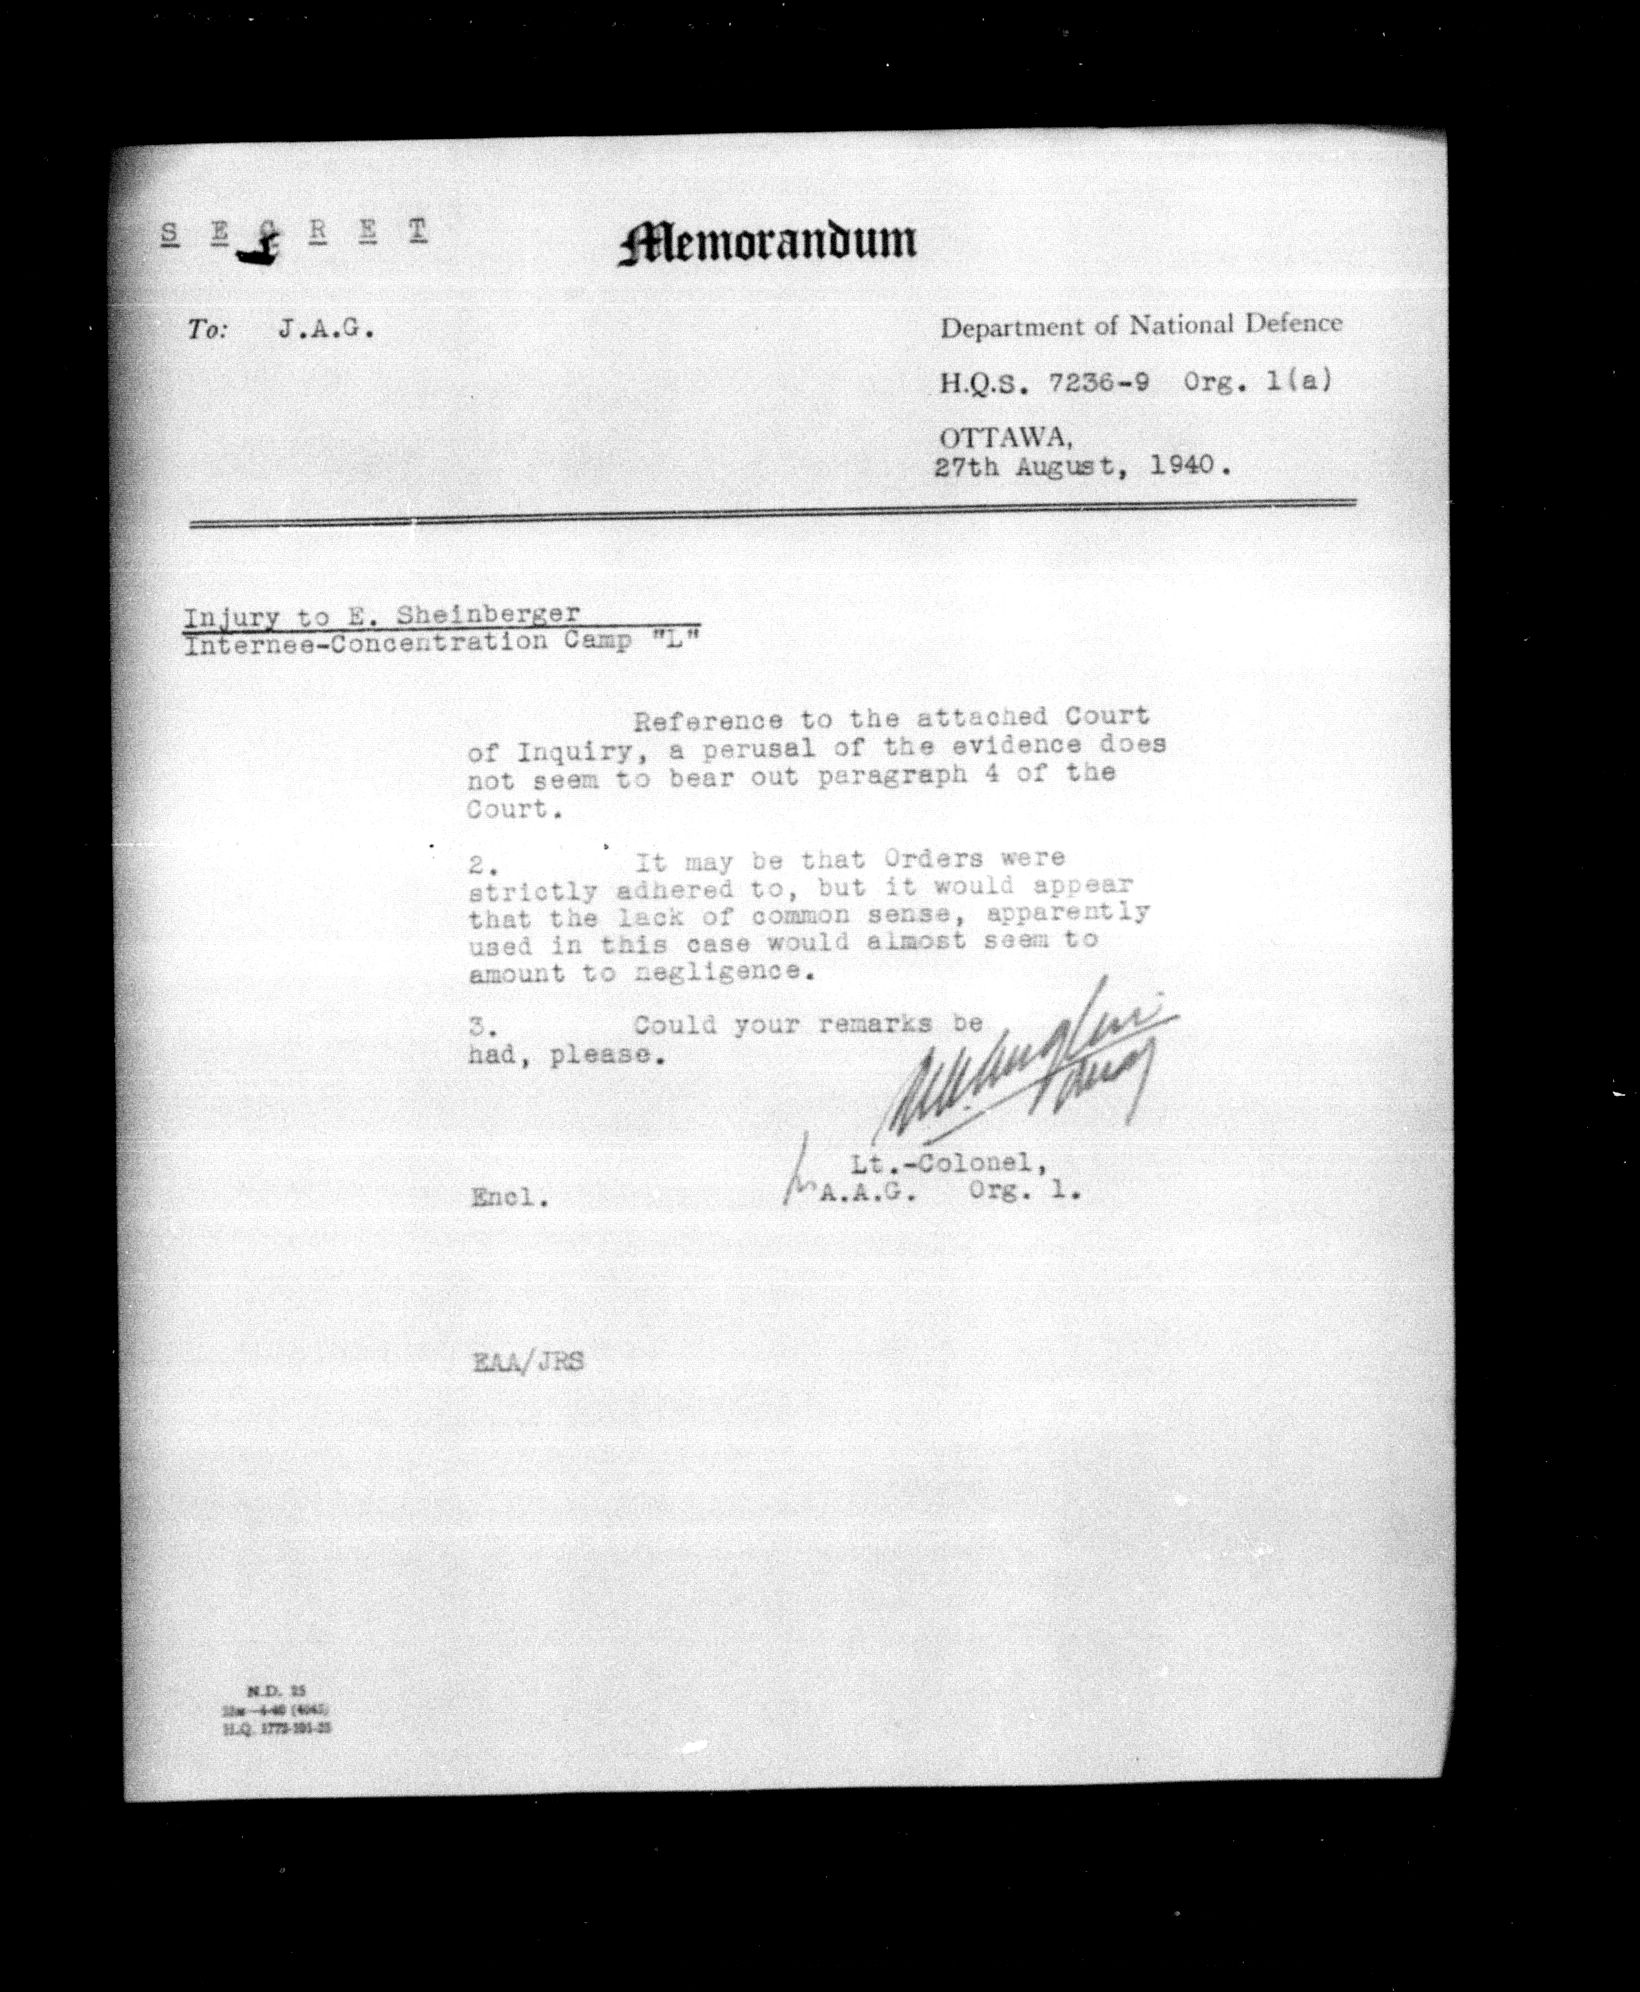 S E C R E T
Memorandum
To: J.A.G.
Department of National Defence
H.Q.S. 7236-9 Org. 1(a)
OTTAWA,
27th August, 1940.
Injury to E. Sheinberger
Internee-Concentration Camp "L"
Reference to the attached Court
of Inquiry, a perusal of the evidence does
not seem to bear out paragraph 4 of the
Court.
2. It may be that Orders were
strictly adhered to, but it would appear
that the lack of common sense, apparently
used in this case would almost seem to
amount to negligence.
3. Could your remarks be
had, please.
Lt.-Colonel,
A.A.G. Org. 1.
Encl.
EAA/JRS
N.D. 25
H.Q. 1772-